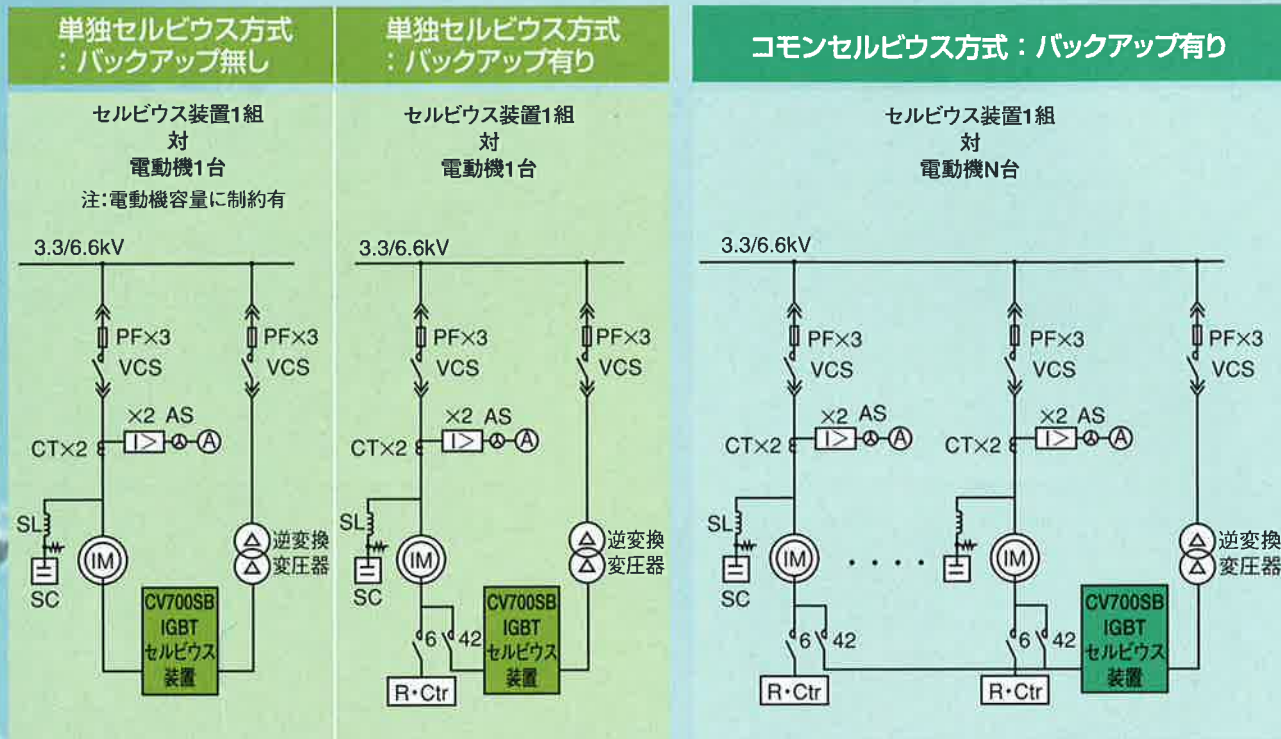 単独セルビウス方式
：バックアップ無し
セルビウス装置1組
対
電動機1台
注：電動機容量に制約有
3.3/6.6kV
PF×3
PF×3
VCS
VCS
×2 AS
CT×2
I>
A
SL
IM
逆変換
変圧器
SC
CV700SB
IGBT
セルビウス
装置
単独セルビウス方式
：バックアップ有り
セルビウス装置1組
対
電動機1台
3.3/6.6kV
PF×3
PF×3
VCS
VCS
×2 AS
CT×2
I>
A
SL
IM
逆変換
変圧器
SC
CV700SB
IGBT
セルビウス
装置
6
42
R・Ctr
コモンセルビウス方式：バックアップ有り
セルビウス装置1組
対
電動機N台
3.3/6.6kV
PF×3
PF×3
PF×3
VCS
VCS
VCS
×2 AS
×2 AS
CT×2
I>
A
CT×2
I>
A
SL
IM
・・・・
IM
逆変換
変圧器
SC
CV700SB
IGBT
セルビウス
装置
6
42
6
42
R・Ctr
R・Ctr